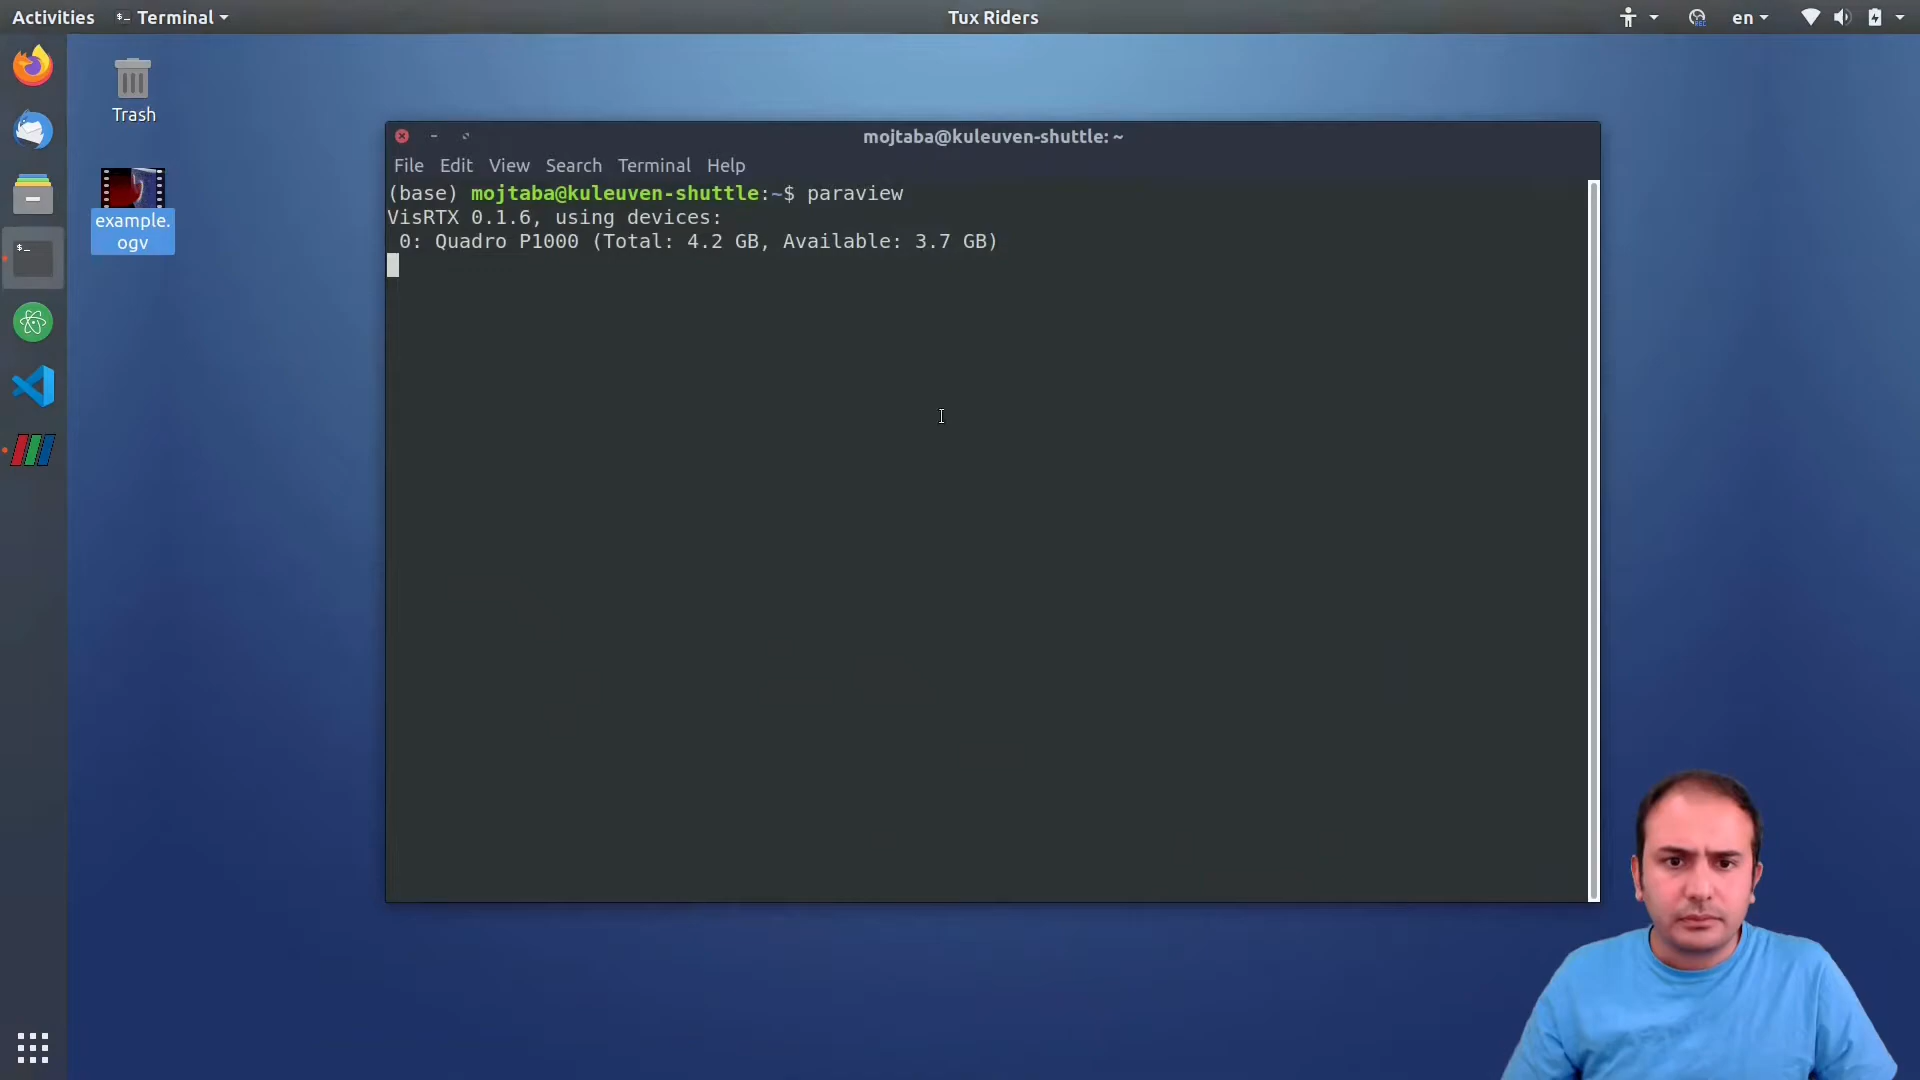 Activities
Terminal
Tux Riders
en
Trash
example.
ogv
mojtaba@kuleuven-shuttle: ~
File Edit View Search Terminal Help
(base) mojtaba@kuleuven-shuttle:~$ paraview
VisRTX 0.1.6, using devices:
0: Quadro P1000 (Total: 4.2 GB, Available: 3.7 GB)